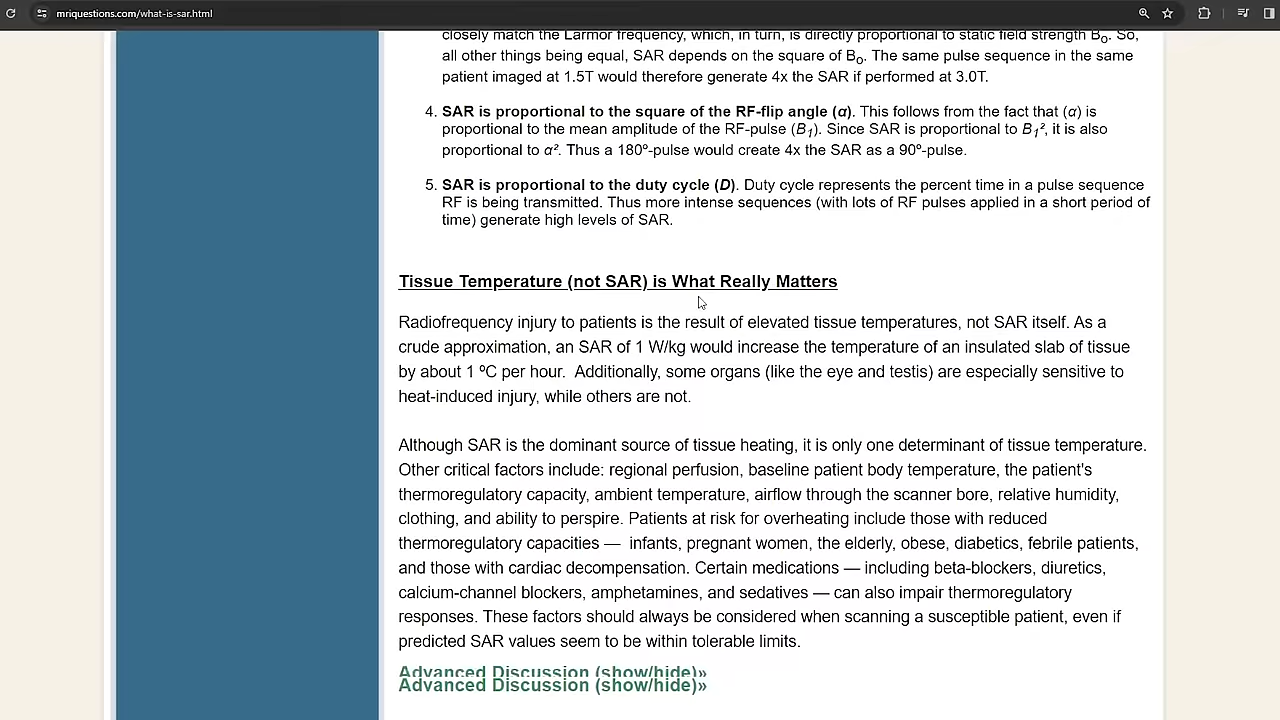 mriquestions.com/what-is-sar.html
closely match the Larmor frequency, which, in turn, is directly proportional to static field strength B₀. So,
all other things being equal, SAR depends on the square of B₀. The same pulse sequence in the same
patient imaged at 1.5T would therefore generate 4x the SAR if performed at 3.0T.
4. SAR is proportional to the square of the RF-flip angle (α). This follows from the fact that (α) is
proportional to the mean amplitude of the RF-pulse (B₁). Since SAR is proportional to B₁², it is also
proportional to α². Thus a 180º-pulse would create 4x the SAR as a 90º-pulse.
5. SAR is proportional to the duty cycle (D). Duty cycle represents the percent time in a pulse sequence
RF is being transmitted. Thus more intense sequences (with lots of RF pulses applied in a short period of
time) generate high levels of SAR.
Tissue Temperature (not SAR) is What Really Matters
Radiofrequency injury to patients is the result of elevated tissue temperatures, not SAR itself. As a
crude approximation, an SAR of 1 W/kg would increase the temperature of an insulated slab of tissue
by about 1 ºC per hour. Additionally, some organs (like the eye and testis) are especially sensitive to
heat-induced injury, while others are not.
Although SAR is the dominant source of tissue heating, it is only one determinant of tissue temperature.
Other critical factors include: regional perfusion, baseline patient body temperature, the patient's
thermoregulatory capacity, ambient temperature, airflow through the scanner bore, relative humidity,
clothing, and ability to perspire. Patients at risk for overheating include those with reduced
thermoregulatory capacities — infants, pregnant women, the elderly, obese, diabetics, febrile patients,
and those with cardiac decompensation. Certain medications — including beta-blockers, diuretics,
calcium-channel blockers, amphetamines, and sedatives — can also impair thermoregulatory
responses. These factors should always be considered when scanning a susceptible patient, even if
predicted SAR values seem to be within tolerable limits.
Advanced Discussion (show/hide)»
Advanced Discussion (show/hide)»